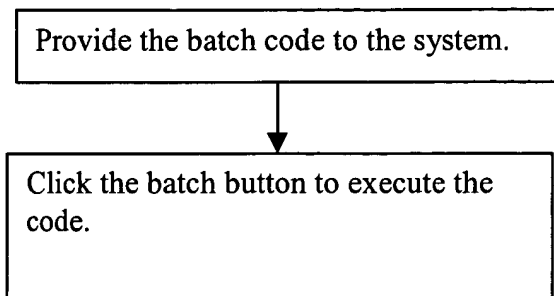 Provide the batch code to the system.
Click the batch button to execute the
code.